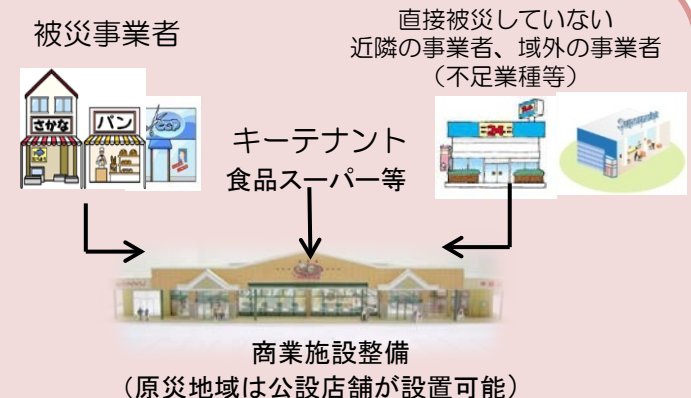 被災事業者
直接被災していない
近隣の事業者、域外の事業者
(不足業種等)
さかな
パン
24
キーテナント
食品スーパー等
商業施設整備
(原災地域は公設店舗が設置可能)